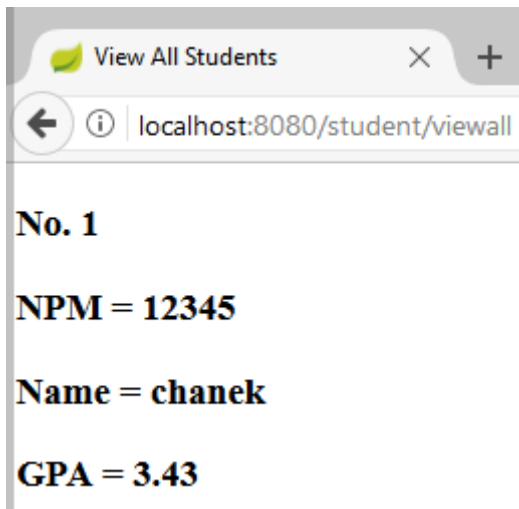 View All Students
localhost:8080/student/viewall
No. 1
NPM = 12345
Name = chanek
GPA = 3.43